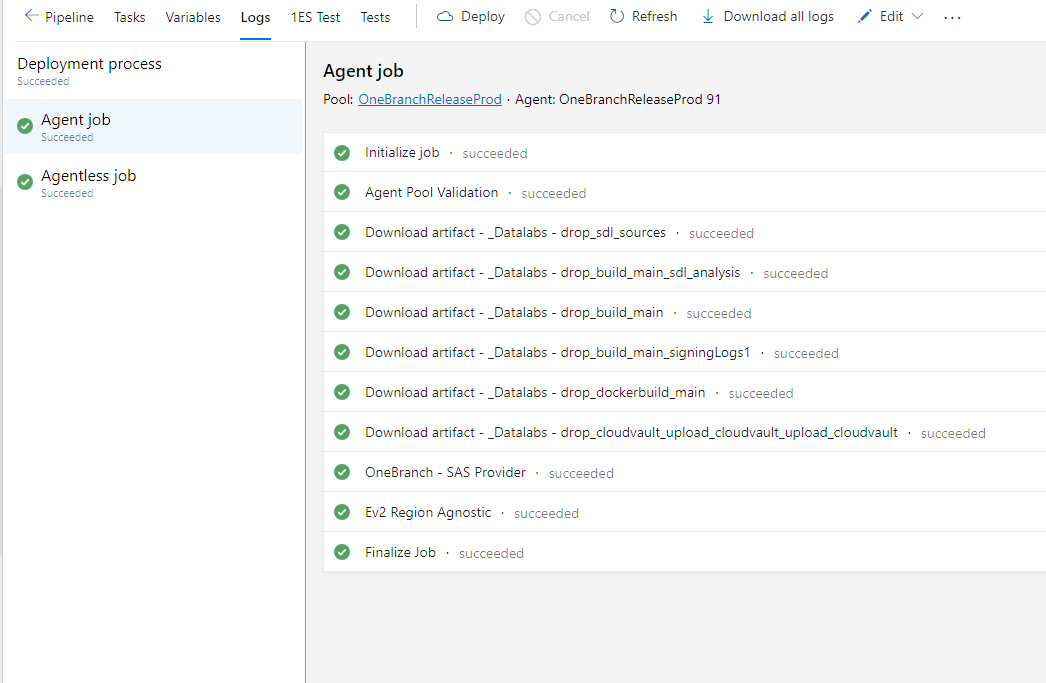 Pipeline Tasks Variables Logs 1ES Test Tests Deploy Cancel Refresh Download all logs Edit ...
Deployment process
Succeeded
Agent job
Succeeded
Agentless job
Succeeded
Agent job
Pool: OneBranchReleaseProd · Agent: OneBranchReleaseProd 91
Initialize job · succeeded
Agent Pool Validation · succeeded
Download artifact - _Datalabs - drop_sdl_sources · succeeded
Download artifact - _Datalabs - drop_build_main_sdl_analysis · succeeded
Download artifact - _Datalabs - drop_build_main · succeeded
Download artifact - _Datalabs - drop_build_main_signingLogs1 · succeeded
Download artifact - _Datalabs - drop_dockerbuild_main · succeeded
Download artifact - _Datalabs - drop_cloudvault_upload_cloudvault_upload_cloudvault · succeeded
OneBranch - SAS Provider · succeeded
Ev2 Region Agnostic · succeeded
Finalize Job · succeeded